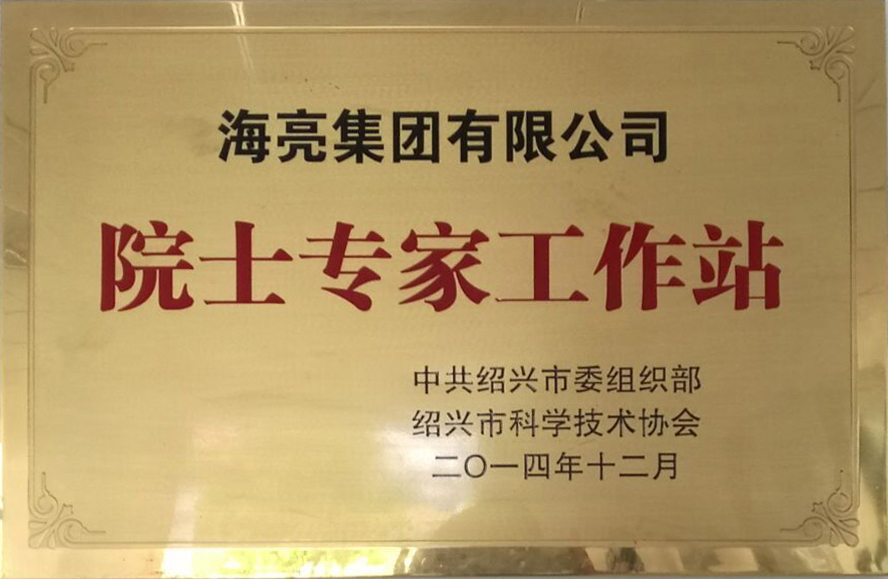 海亮集团有限公司
院士专家工作站
中共绍兴市委组织部
绍兴市科学技术协会
二〇一四年十二月